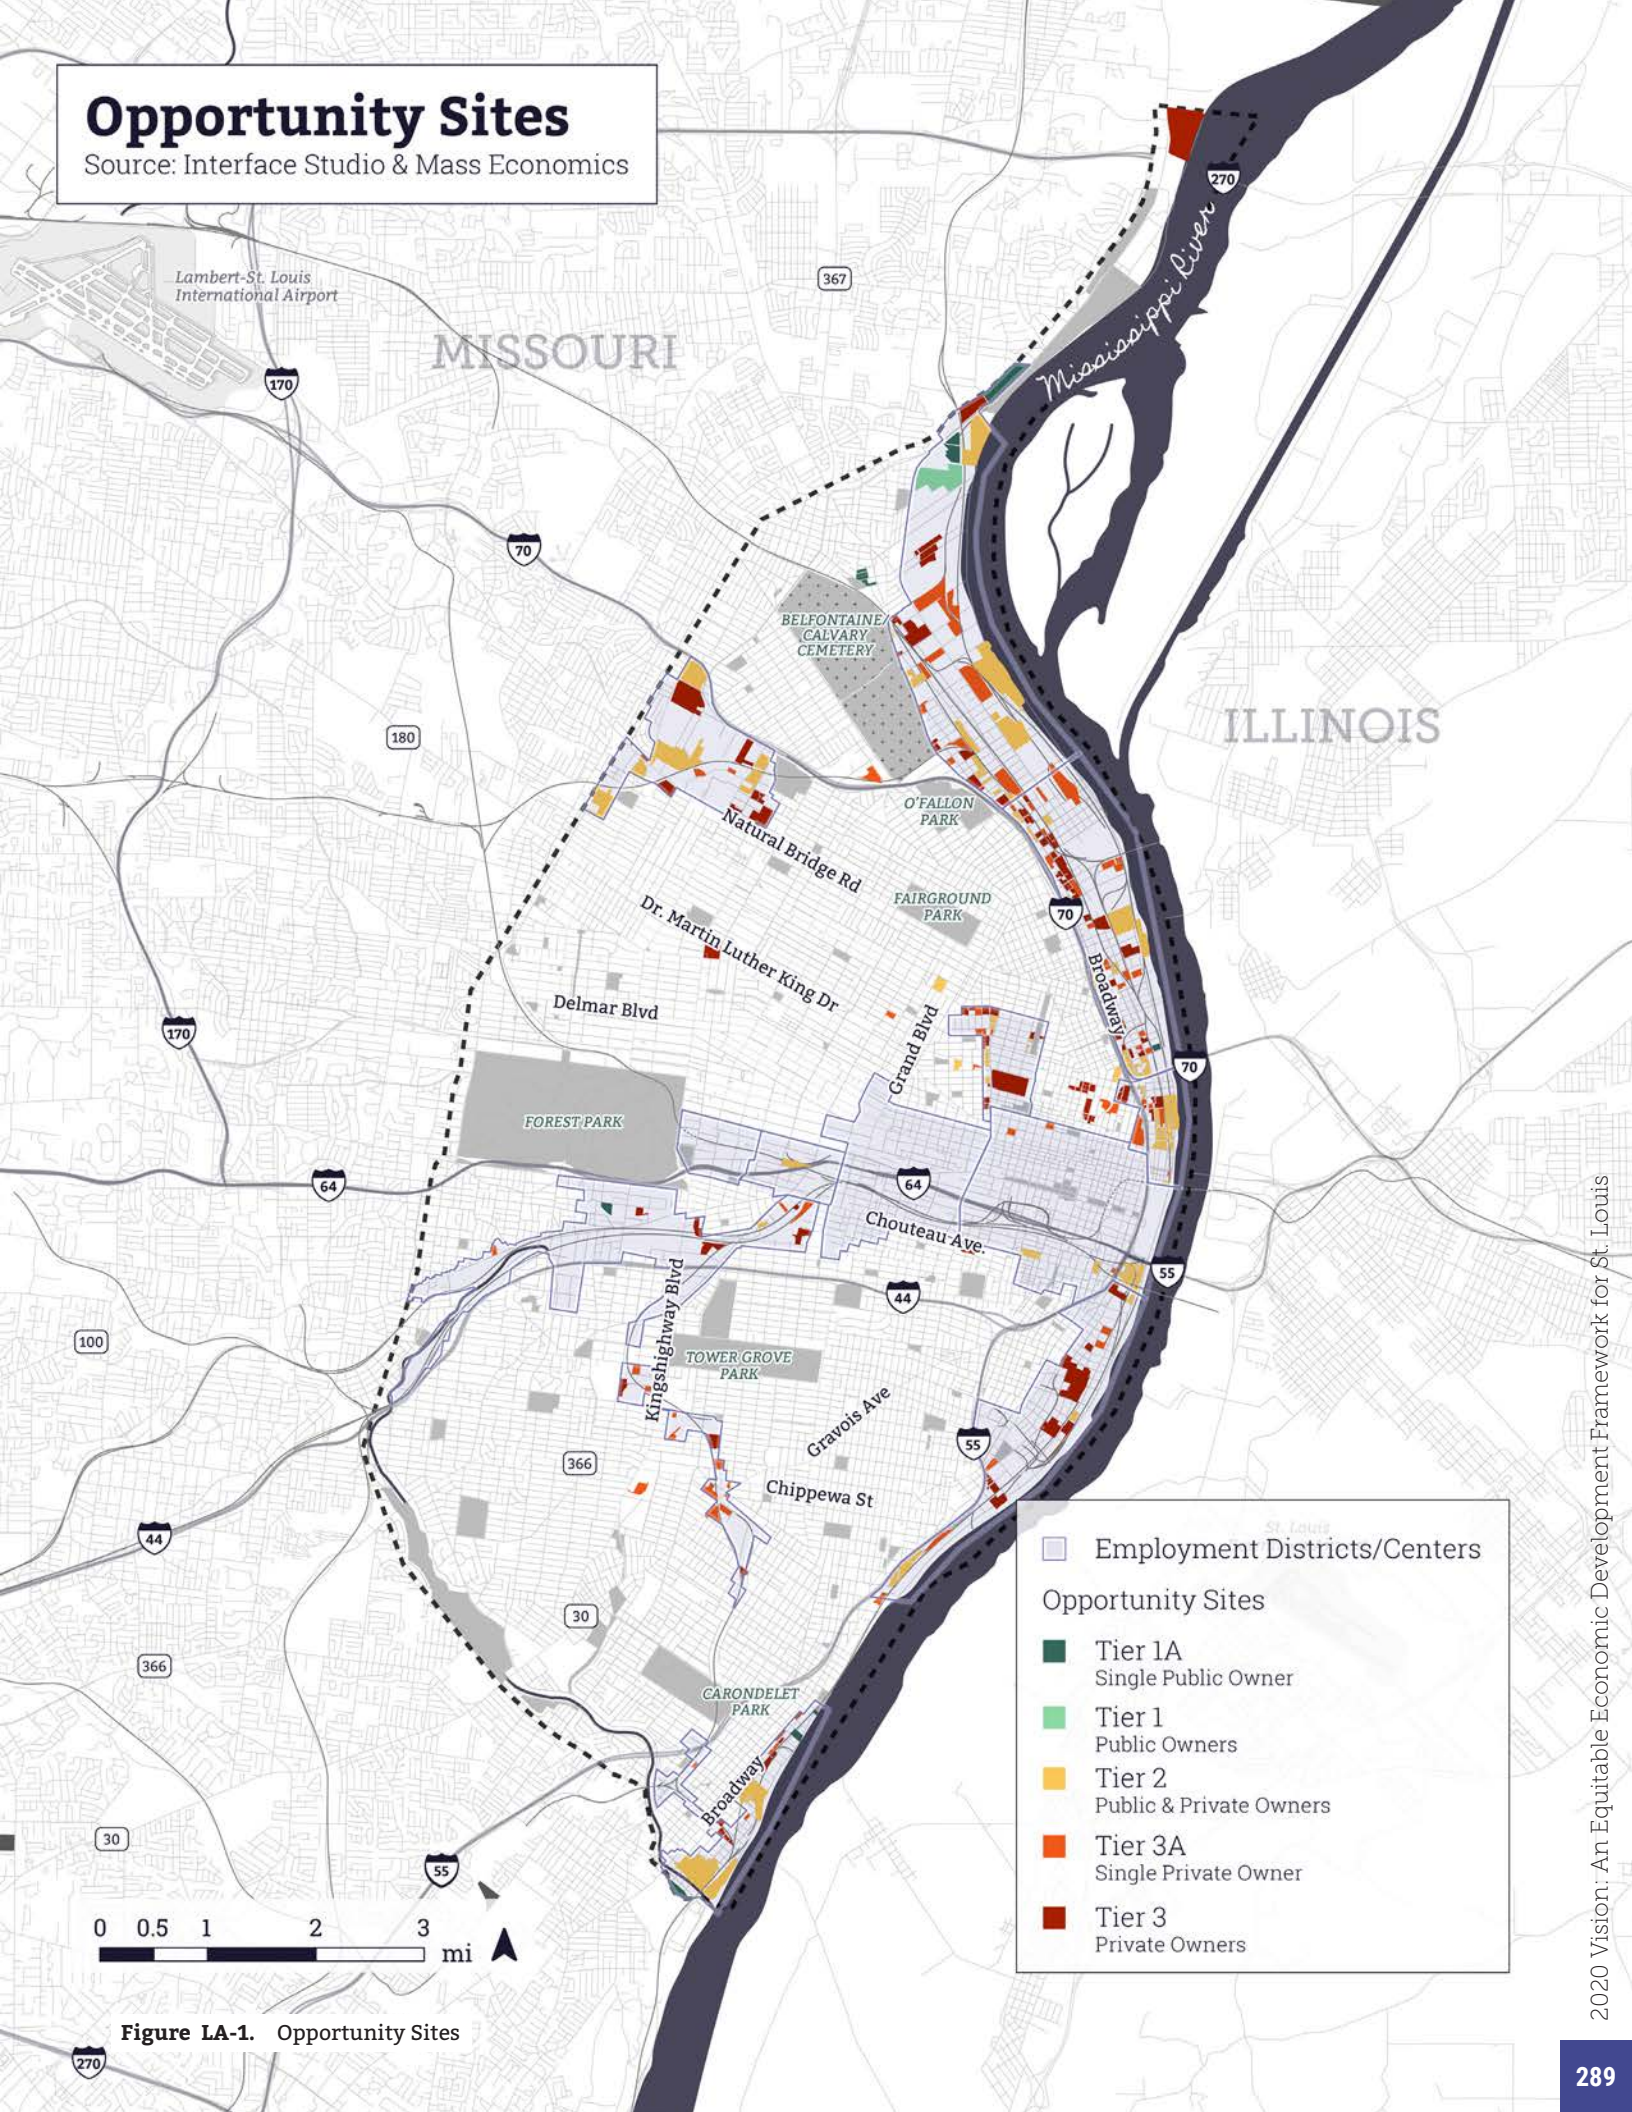 Opportunity Sites
Source: Interface Studio & Mass Economics
270
Mississippi River
Lambert-St. Louis
International Airport
367
MISSOURI
170
70
BELFONTAINE/
CALVARY
CEMETERY
180
ILLINOIS
O'FALLON
PARK
Natural Bridge Rd
FAIRGROUND
PARK
70
Dr. Martin Luther King Dr
Broadway
Delmar Blvd
Grand Blvd
170
70
FOREST PARK
64
64
Chouteau Ave.
55
44
Kingshighway Blvd
100
TOWER GROVE
PARK
Gravois Ave
55
366
Chippewa St
44
30
366
CARONDELET
PARK
Broadway
30
55
St. Louis
Employment Districts/Centers
Opportunity Sites
Tier 1A
Single Public Owner
Tier 1
Public Owners
Tier 2
Public & Private Owners
Tier 3A
Single Private Owner
Tier 3
Private Owners
0 0.5 1 2 3
mi
Figure LA-1. Opportunity Sites
270
2020 Vision: An Equitable Economic Development Framework for St. Louis
289